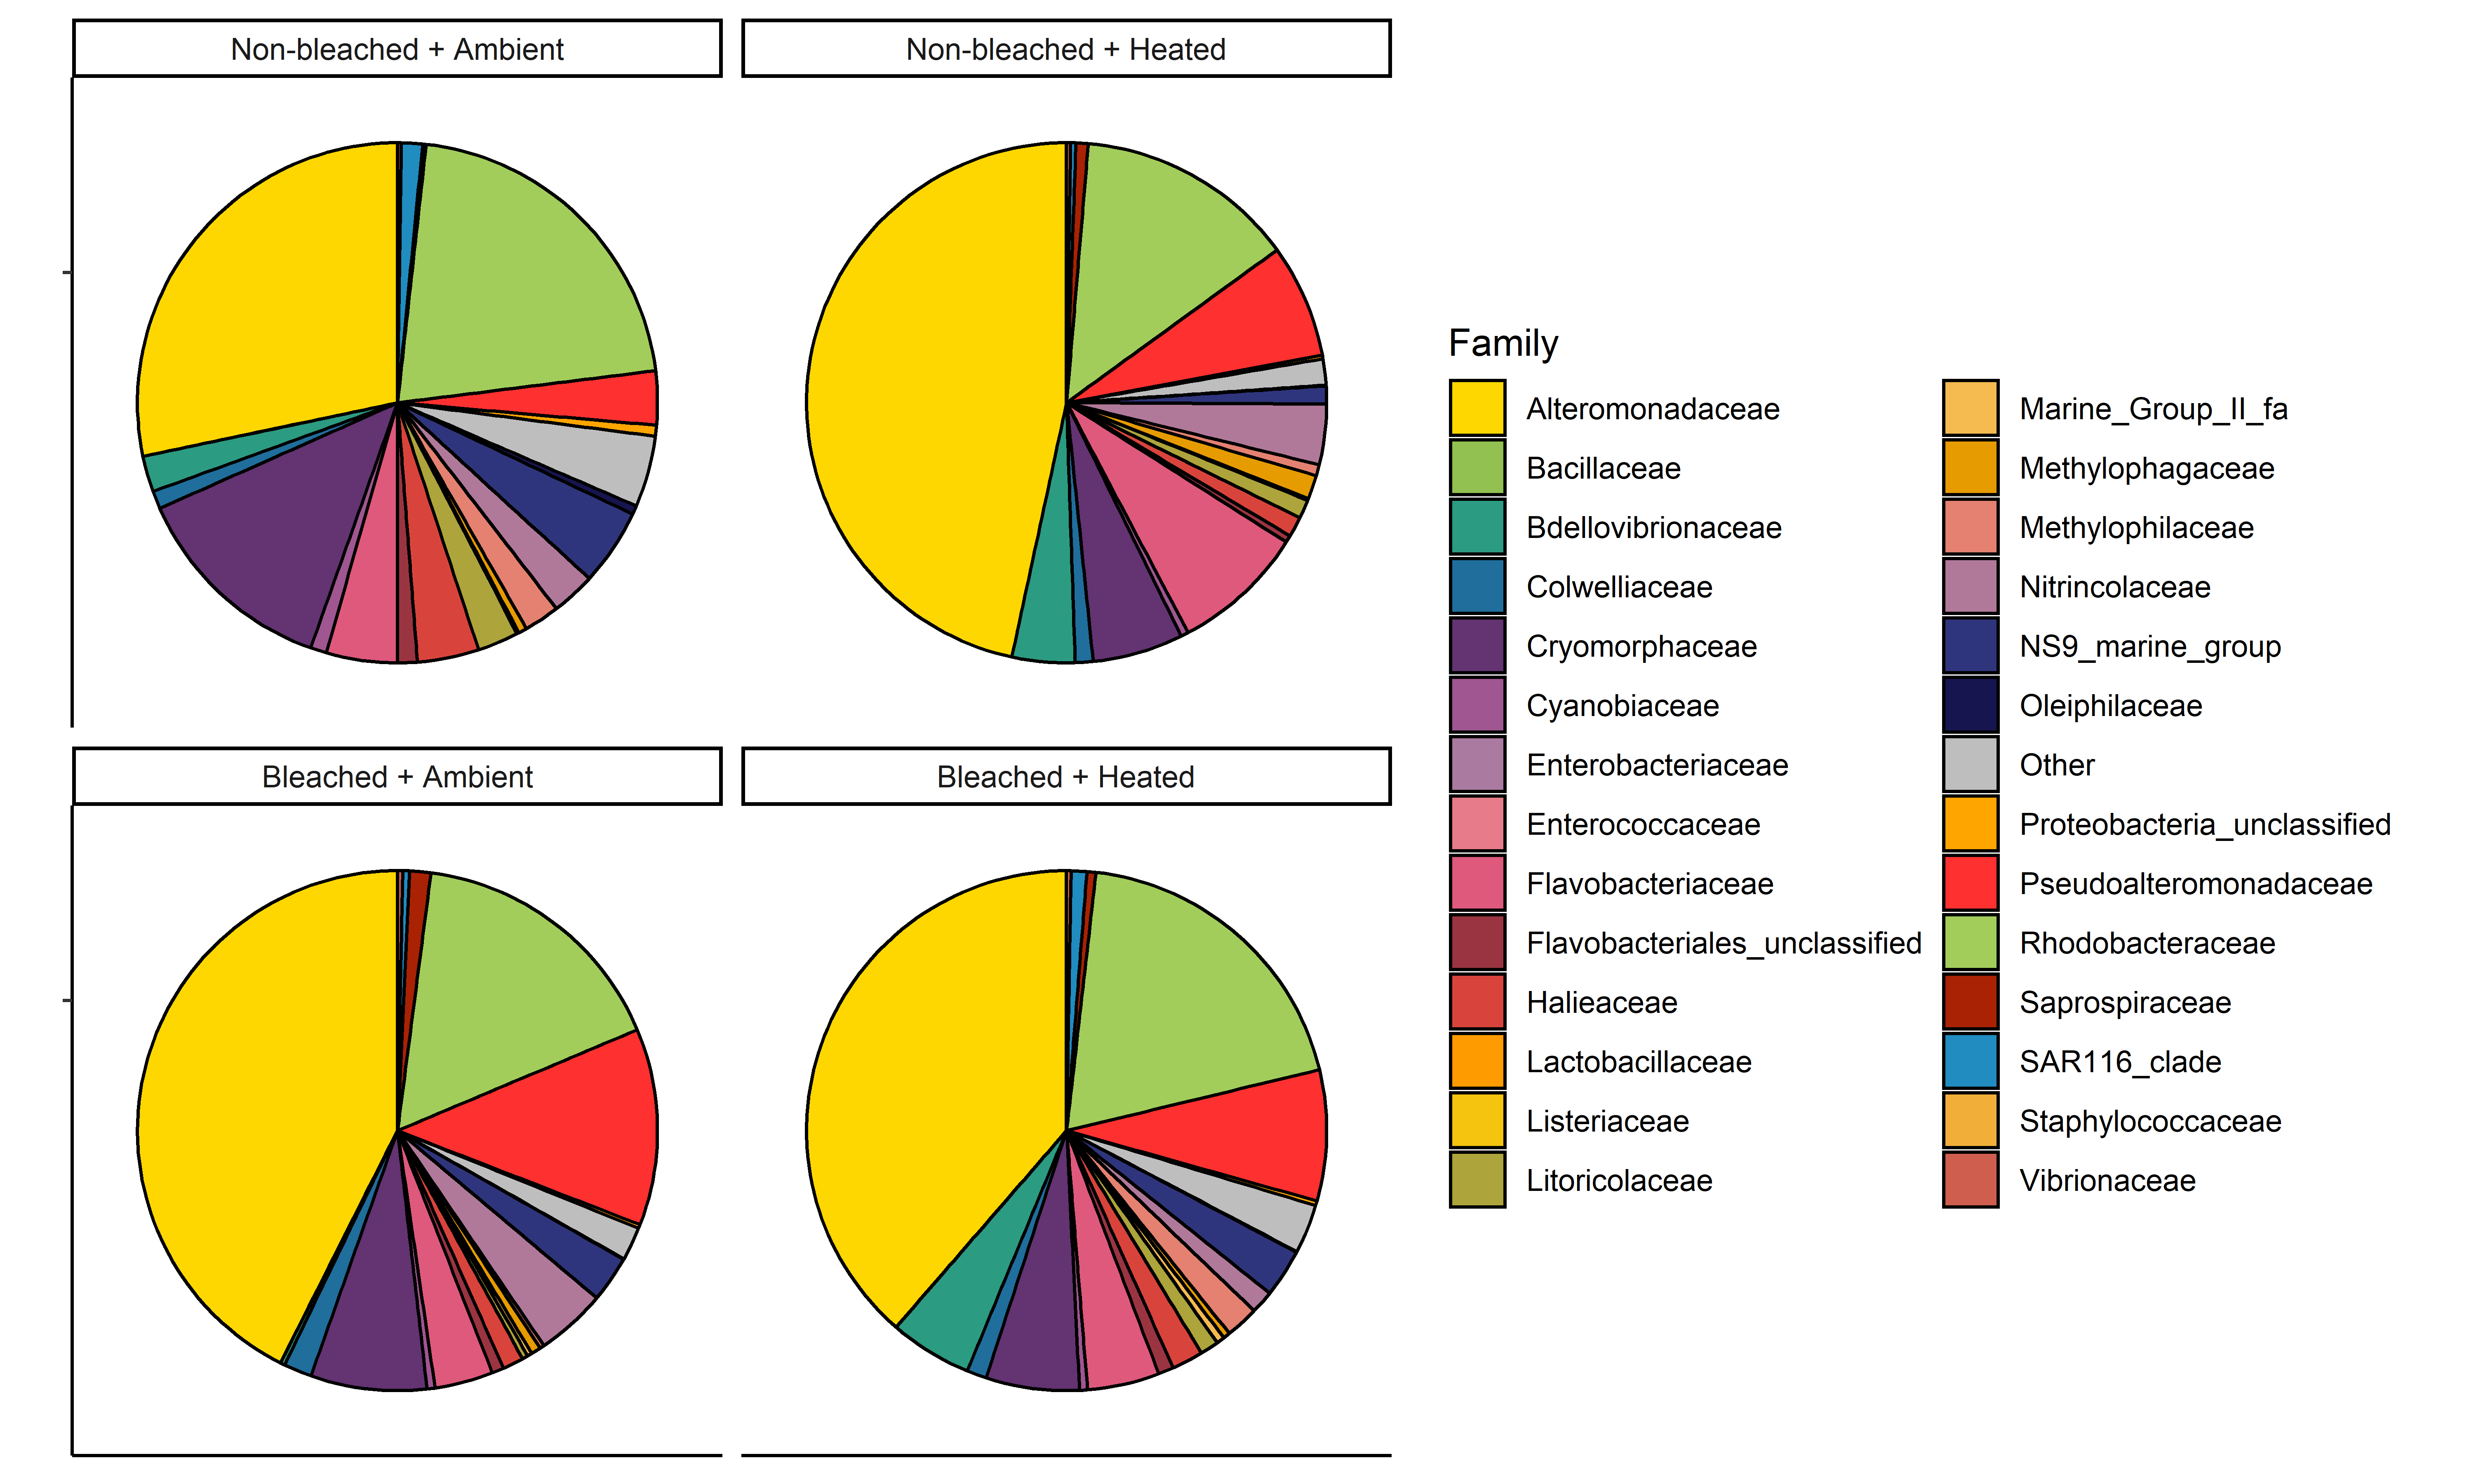 Non-bleached + Ambient
Non-bleached + Heated
Bleached + Ambient
Bleached + Heated
Family
Alteromonadaceae
Bacillaceae
Bdellovibrionaceae
Colwelliaceae
Cryomorphaceae
Cyanobiaceae
Enterobacteriaceae
Enterococcaceae
Flavobacteriaceae
Flavobacteriales_unclassified
Halieaceae
Lactobacillaceae
Listeriaceae
Litoricolaceae
Marine_Group_II_fa
Methylophagaceae
Methylophilaceae
Nitrincolaceae
NS9_marine_group
Oleiphilaceae
Other
Proteobacteria_unclassified
Pseudoalteromonadaceae
Rhodobacteraceae
Saprospiraceae
SAR116_clade
Staphylococcaceae
Vibrionaceae